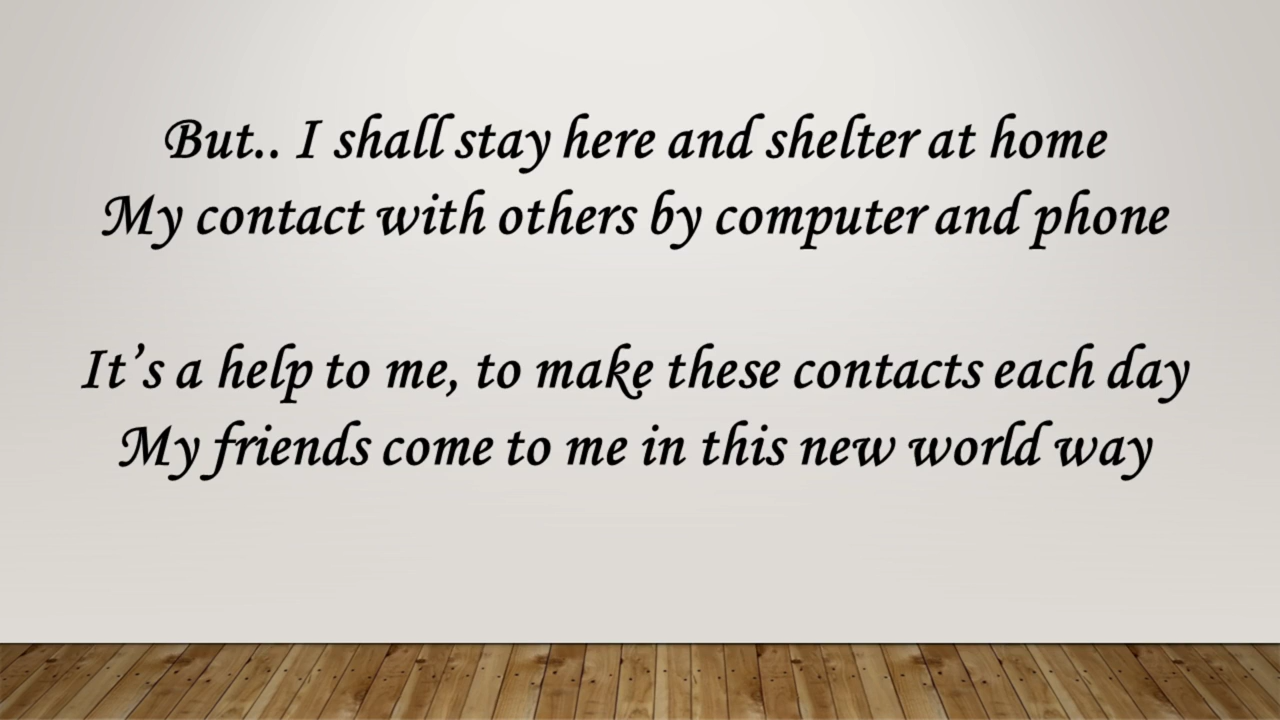 But.. I shall stay here and shelter at home
My contact with others by computer and phone
It's a help to me, to make these contacts each day
My friends come to me in this new world way